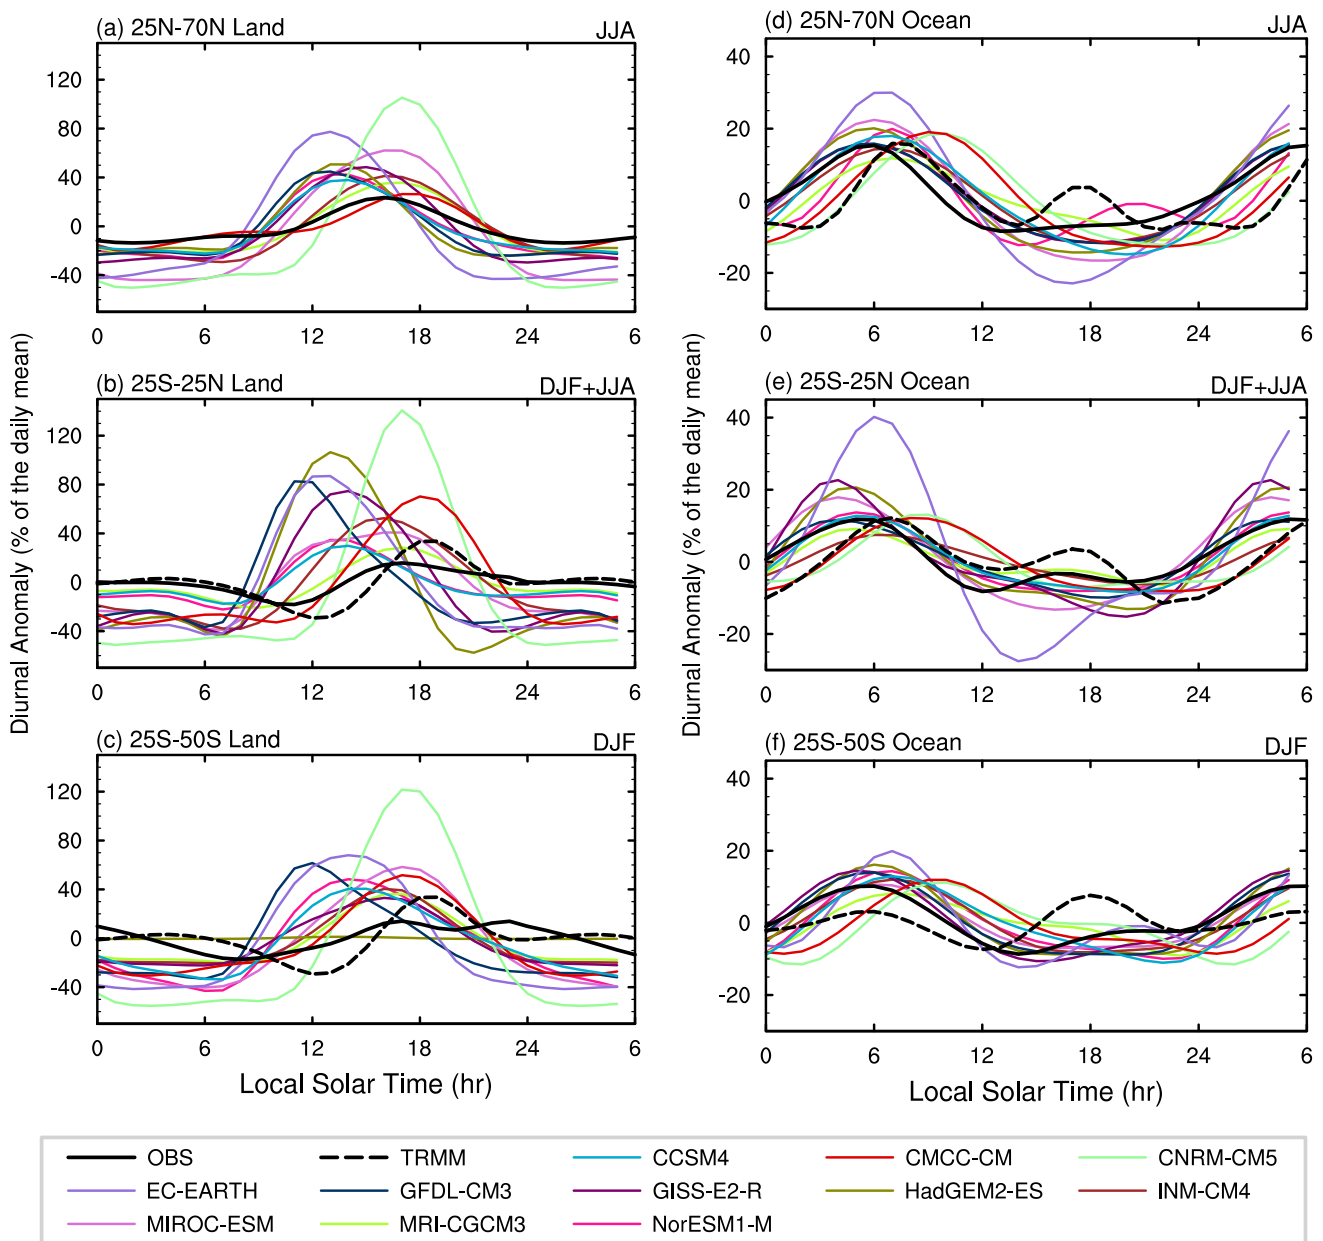 (a) 25N-70N Land JJA
120
80
40
0
-40
0 6 12 18 24 6
(b) 25S-25N Land DJF+JJA
120
80
40
0
-40
0 6 12 18 24 6
(c) 25S-50S Land DJF
120
80
40
0
-40
0 6 12 18 24 6
Local Solar Time (hr)
Diurnal Anomaly (% of the daily mean)
(d) 25N-70N Ocean JJA
40
20
0
-20
0 6 12 18 24 6
(e) 25S-25N Ocean DJF+JJA
40
20
0
-20
0 6 12 18 24 6
(f) 25S-50S Ocean DJF
40
20
0
-20
0 6 12 18 24 6
Local Solar Time (hr)
Diurnal Anomaly (% of the daily mean)
OBS TRMM CCSM4 CMCC-CM CNRM-CM5
EC-EARTH GFDL-CM3 GISS-E2-R HadGEM2-ES INM-CM4
MIROC-ESM MRI-CGCM3 NorESM1-M